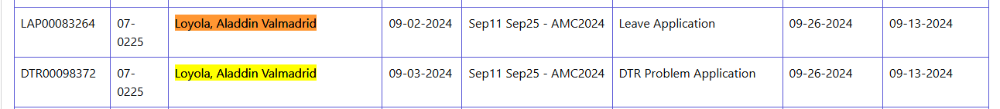 LAP00083264 07-0225 Loyola, Aladdin Valmadrid 09-02-2024 Sep11 Sep25 - AMC2024 Leave Application 09-26-2024 09-13-2024
DTR00098372 07-0225 Loyola, Aladdin Valmadrid 09-03-2024 Sep11 Sep25 - AMC2024 DTR Problem Application 09-26-2024 09-13-2024